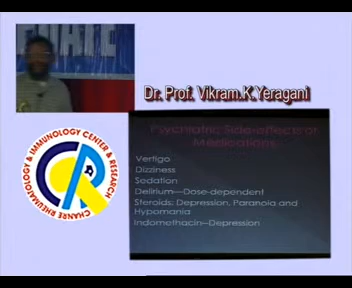 Dr. Prof. Vikram.K.Yeragani
Psychiatric Side-effects of
Medications
Vertigo
Dizziness
Sedation
Delirium—Dose-dependent
Steroids: Depression, Paranoia and
Hypomania
Indomethacin--Depression
CHANRE RHEUMATOLOGY & IMMUNOLOGY CENTER & RESEARCH